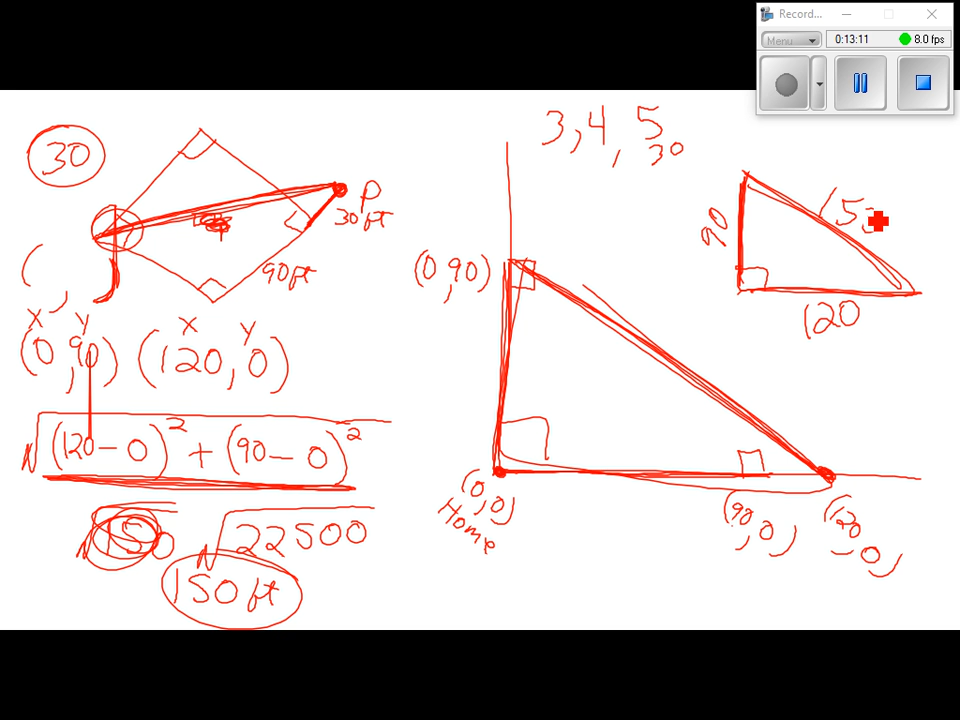 Record...
Menu
0:13:11
8.0 fps
3, 4, 5
30
30
P
30 ft
90 ft
( ,
X Y
(0, 90)
X Y
(120, 0)
√(120 - 0)² + (90 - 0)²
√150
√22500
150 ft
(0, 90)
(0, 0)
Home
(90, 0)
(120, 0)
90
120